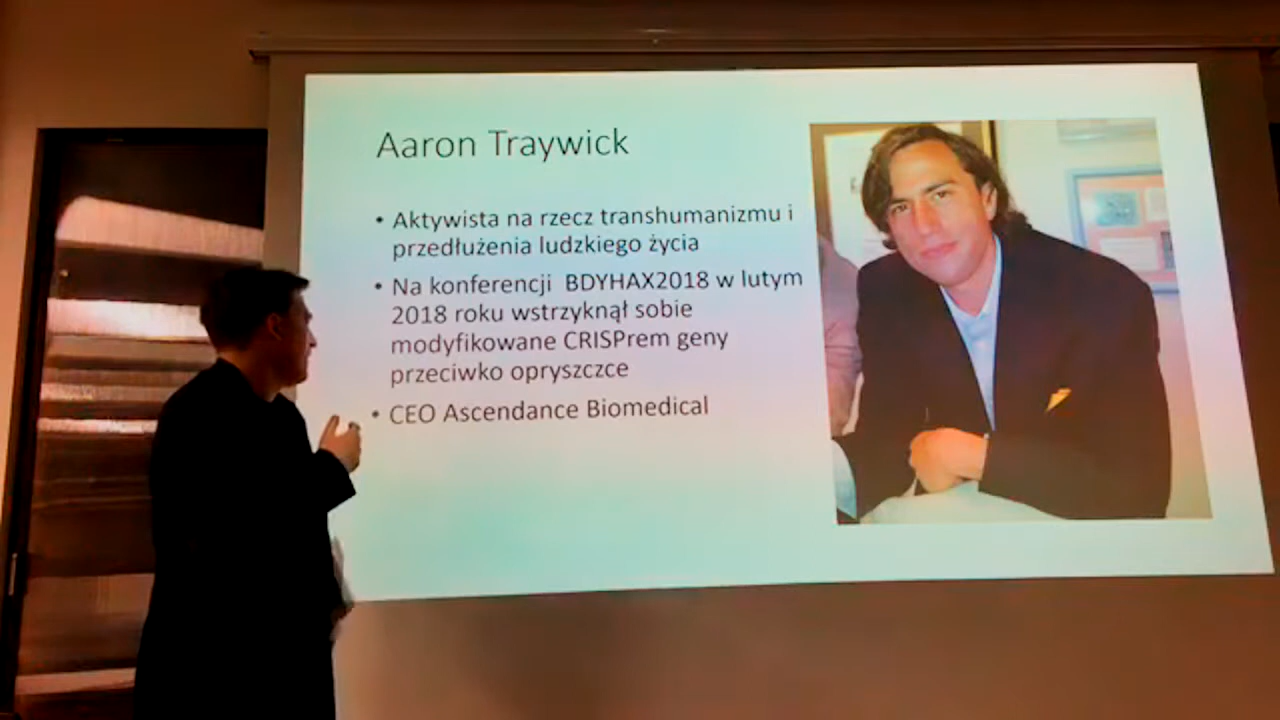 Aaron Traywick
• Aktywista na rzecz transhumanizmu i
przedłużenia ludzkiego życia
• Na konferencji BDYHAX2018 w lutym
2018 roku wstrzyknął sobie
modyfikowane CRISPrem geny
przeciwko opryszczce
• CEO Ascendance Biomedical